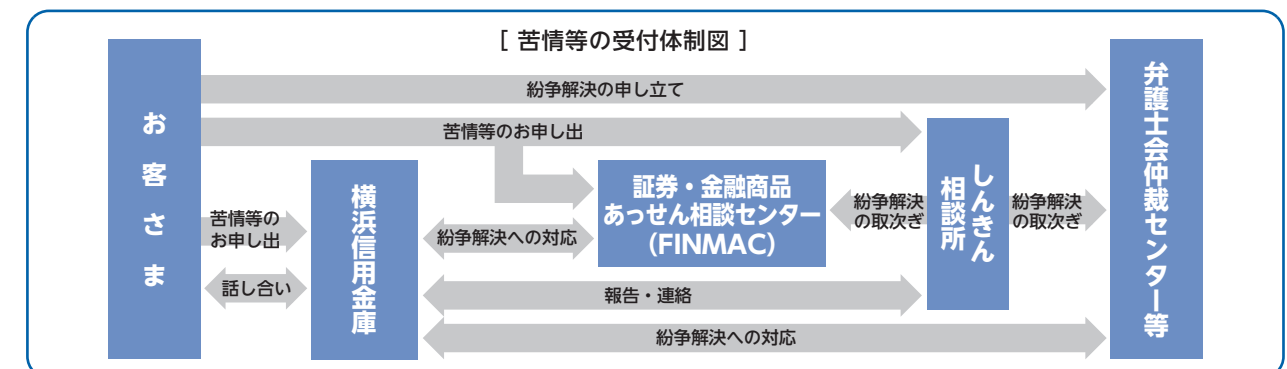 [ 苦情等の受付体制図 ]
お客さま
紛争解決の申し立て
苦情等のお申し出
苦情等の
お申し出
話し合い
横浜信用金庫
紛争解決への対応
証券・金融商品
あっせん相談センター
(FINMAC)
紛争解決
の取次ぎ
しんきん
相談所
紛争解決
の取次ぎ
報告・連絡
紛争解決への対応
弁護士会仲裁センター等